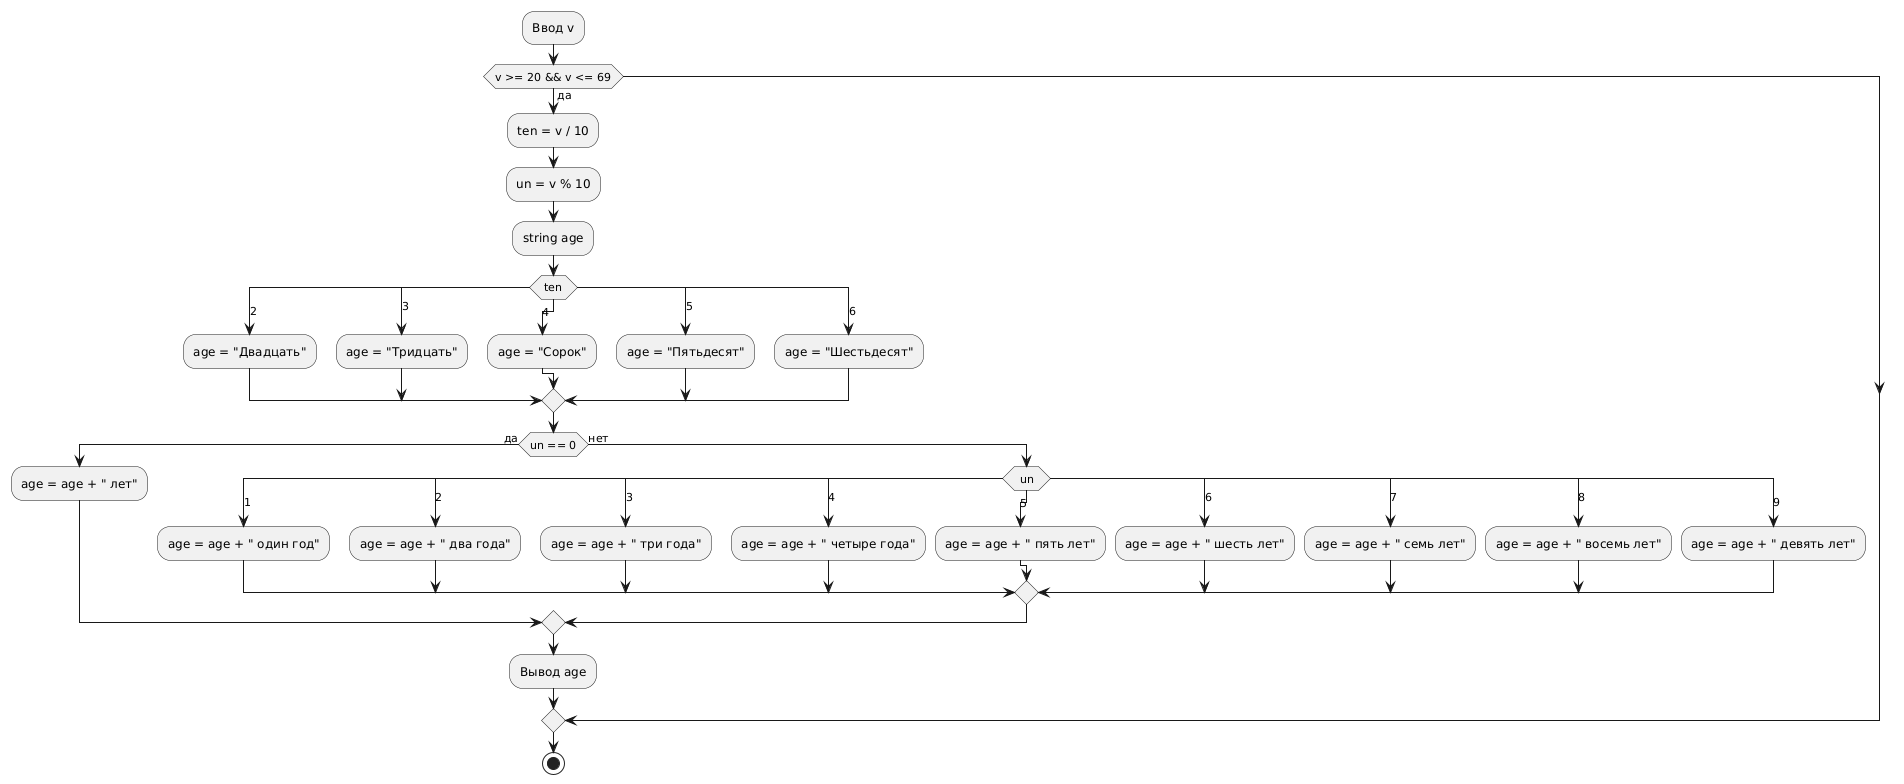 Ввод v
v >= 20 && v <= 69
да
ten = v / 10
un = v % 10
string age
ten
2
3
4
5
6
age = "Двадцать"
age = "Тридцать"
age = "Сорок"
age = "Пятьдесят"
age = "Шестьдесят"
да
un == 0
нет
age = age + " лет"
un
1
2
3
4
5
6
7
8
9
age = age + " один год"
age = age + " два года"
age = age + " три года"
age = age + " четыре года"
age = age + " пять лет"
age = age + " шесть лет"
age = age + " семь лет"
age = age + " восемь лет"
age = age + " девять лет"
Вывод age